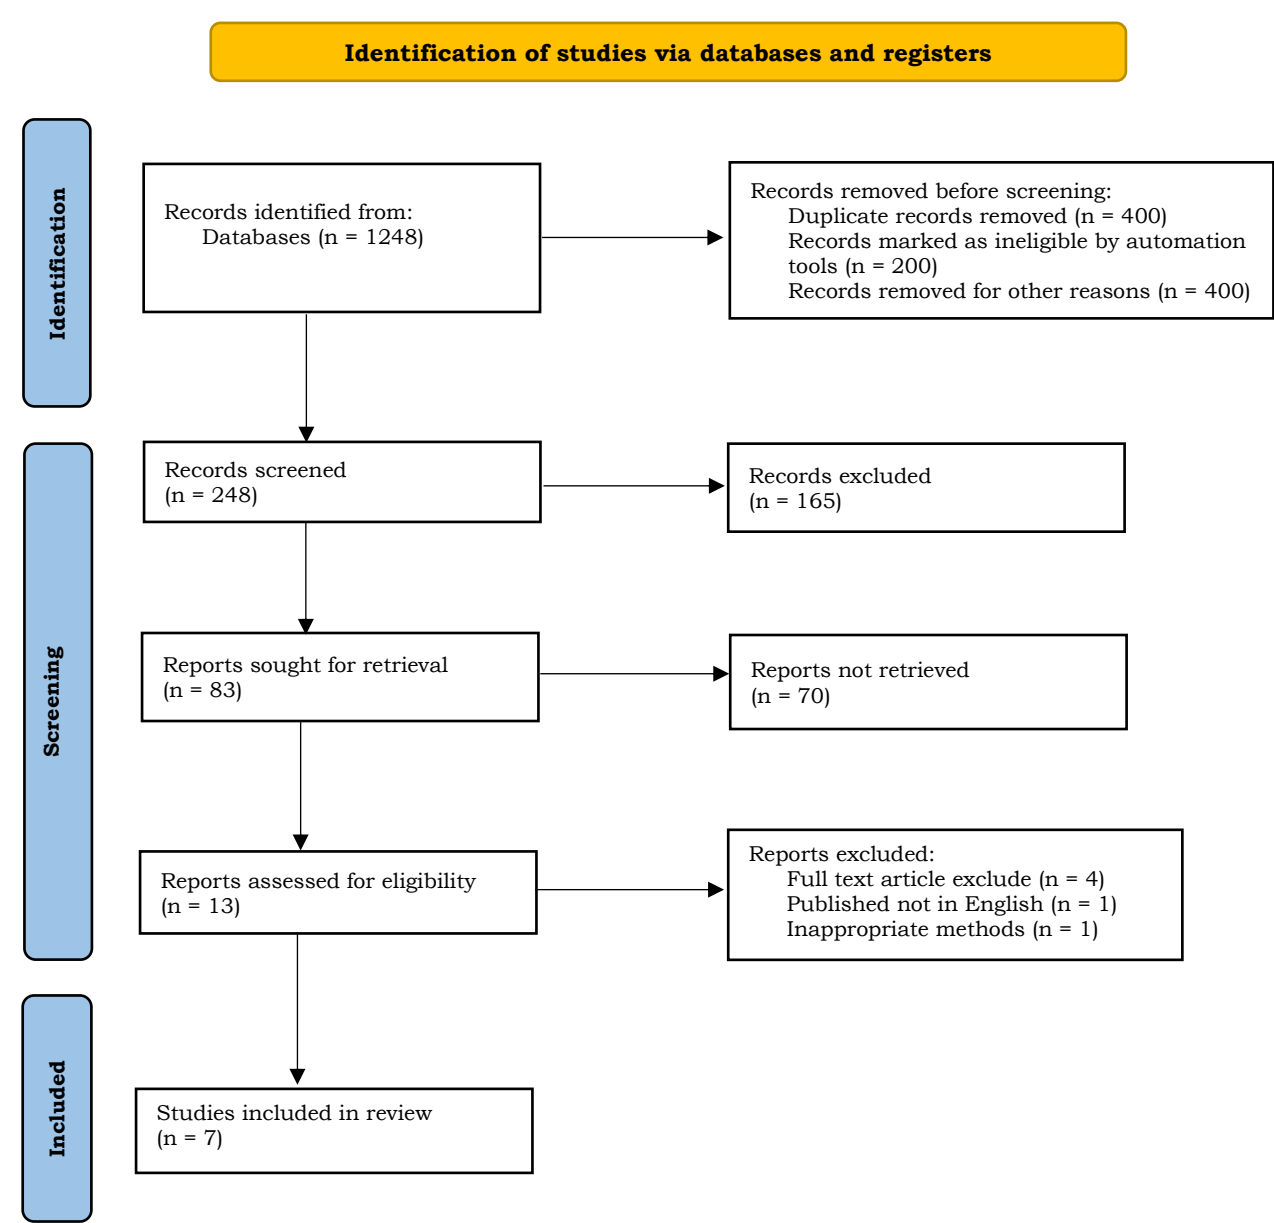 Identification of studies via databases and registers
Identification
Records identified from:
Databases (n = 1248)
Records removed before screening:
Duplicate records removed (n = 400)
Records marked as ineligible by automation
tools (n = 200)
Records removed for other reasons (n = 400)
Screening
Records screened
(n = 248)
Records excluded
(n = 165)
Reports sought for retrieval
(n = 83)
Reports not retrieved
(n = 70)
Reports assessed for eligibility
(n = 13)
Reports excluded:
Full text article exclude (n = 4)
Published not in English (n = 1)
Inappropriate methods (n = 1)
Included
Studies included in review
(n = 7)